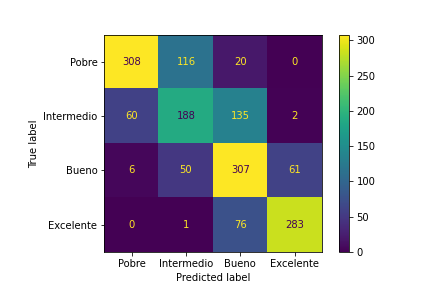 Pobre 308 116 20 0
Intermedio 60 188 135 2
Bueno 6 50 307 61
Excelente 0 1 76 283
Pobre Intermedio Bueno Excelente
Predicted label
True label
300
250
200
150
100
50
0